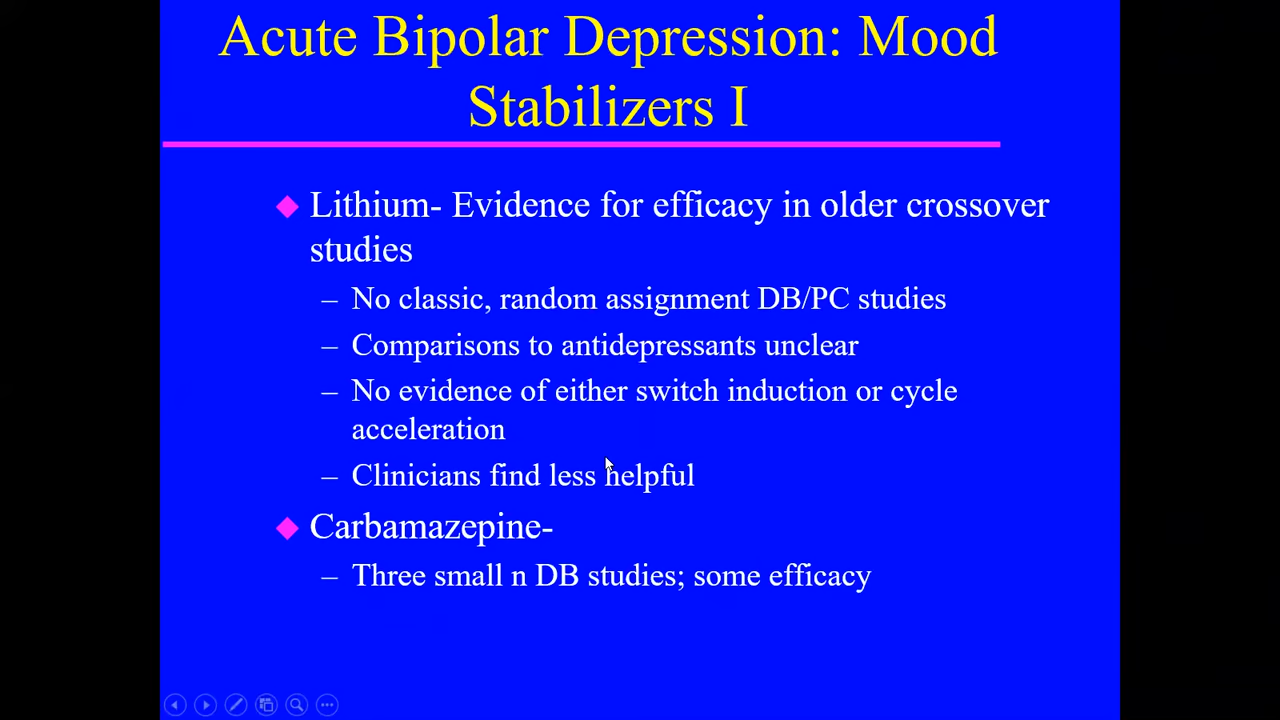 Acute Bipolar Depression: Mood
Stabilizers I
Lithium- Evidence for efficacy in older crossover
studies
– No classic, random assignment DB/PC studies
– Comparisons to antidepressants unclear
– No evidence of either switch induction or cycle
acceleration
– Clinicians find less helpful
Carbamazepine-
– Three small n DB studies; some efficacy